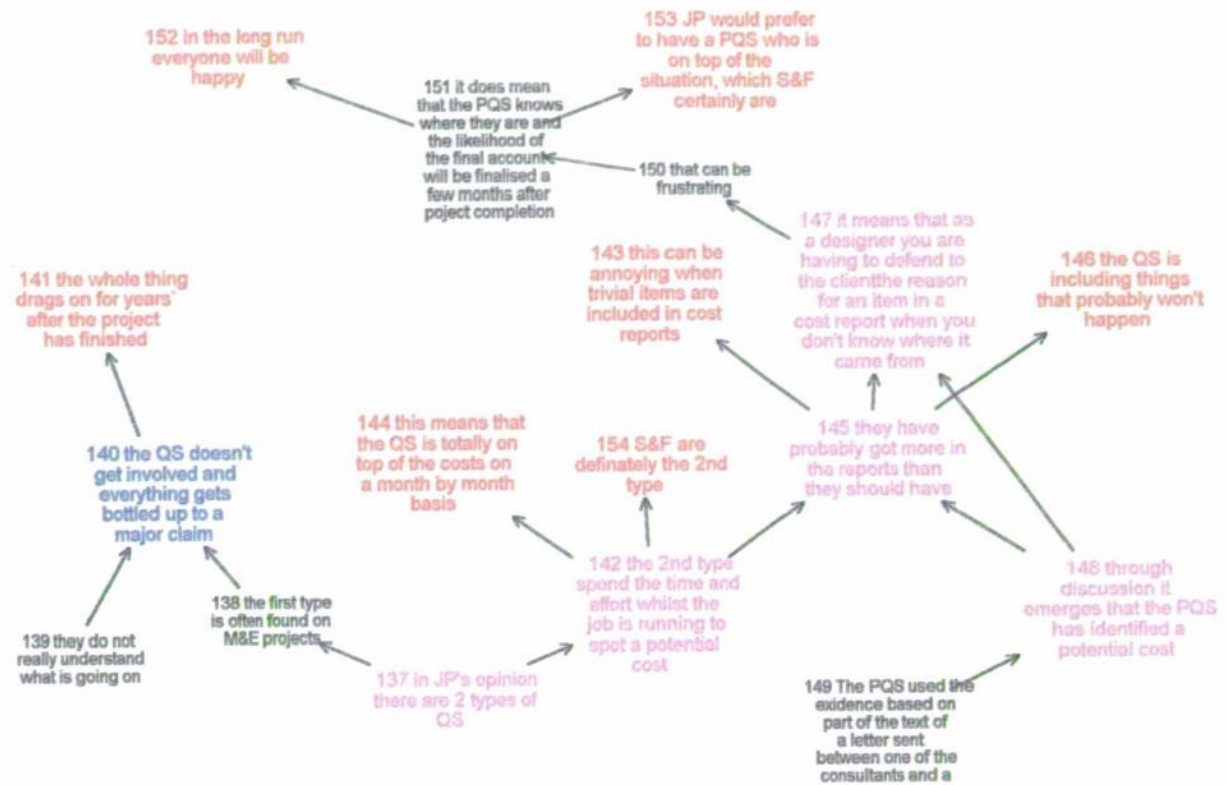 152 in the long run
everyone will be
happy
153 JP would prefer
to have a PQS who is
on top of the
situation, which S&F
certainly are
151 it does mean
that the PQS knows
where they are and
the likelihood of
the final account
will be finalised a
few months after
poject completion
150 that can be
frustrating
147 it means that as
a designer you are
having to defend to
the clientthe reason
for an item in a
cost report when you
don't know where it
came from
143 this can be
annoying when
trivial items are
included in cost
reports
146 the QS is
including things
that probably won't
happen
141 the whole thing
drags on for years'
after the project
has finished
144 this means that
the QS is totally on
top of the costs on
a month by month
basis
154 S&F are
definately the 2nd
type
145 they have
probably got more in
the reports than
they should have
140 the QS doesn't
get involved and
everything gets
bottled up to a
major claim
142 the 2nd type
spend the time and
effort whilst the
job is running to
spot a potential
cost
148 through
discussion it
emerges that the PQS
has identified a
potential cost
138 the first type
is often found on
M&E projects
139 they do not
really understand
what is going on
137 in JP's opinion
there are 2 types of
QS
149 The PQS used the
exidence based on
part of the text of
a letter sent
between one of the
consultants and a